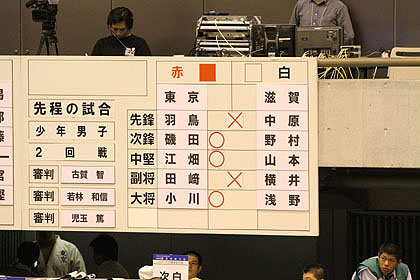 赤 白
先程の試合
少年男子
2回戦
審判 古賀 智
審判 若林 和信
審判 児玉 篤
東京 滋賀
先鋒 羽鳥 × 中原
次鋒 磯田 ○ 野村
中堅 江畑 ○ 山本
副将 田﨑 × 横井
大将 小川 ○ 浅野
次 白